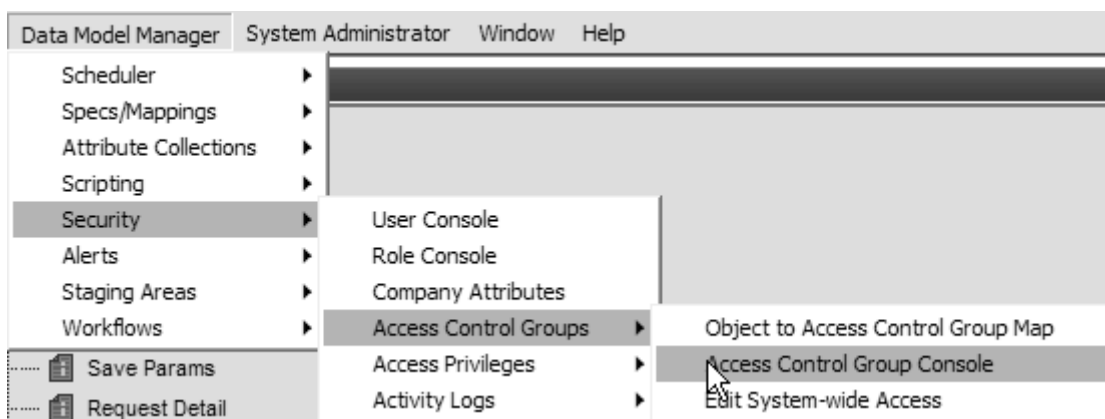 Data Model Manager System Administrator Window Help
Scheduler
Specs/Mappings
Attribute Collections
Scripting
Security
Alerts
Staging Areas
Workflows
Save Params
Request Detail
User Console
Role Console
Company Attributes
Access Control Groups
Access Privileges
Activity Logs
Object to Access Control Group Map
Access Control Group Console
Edit System-wide Access